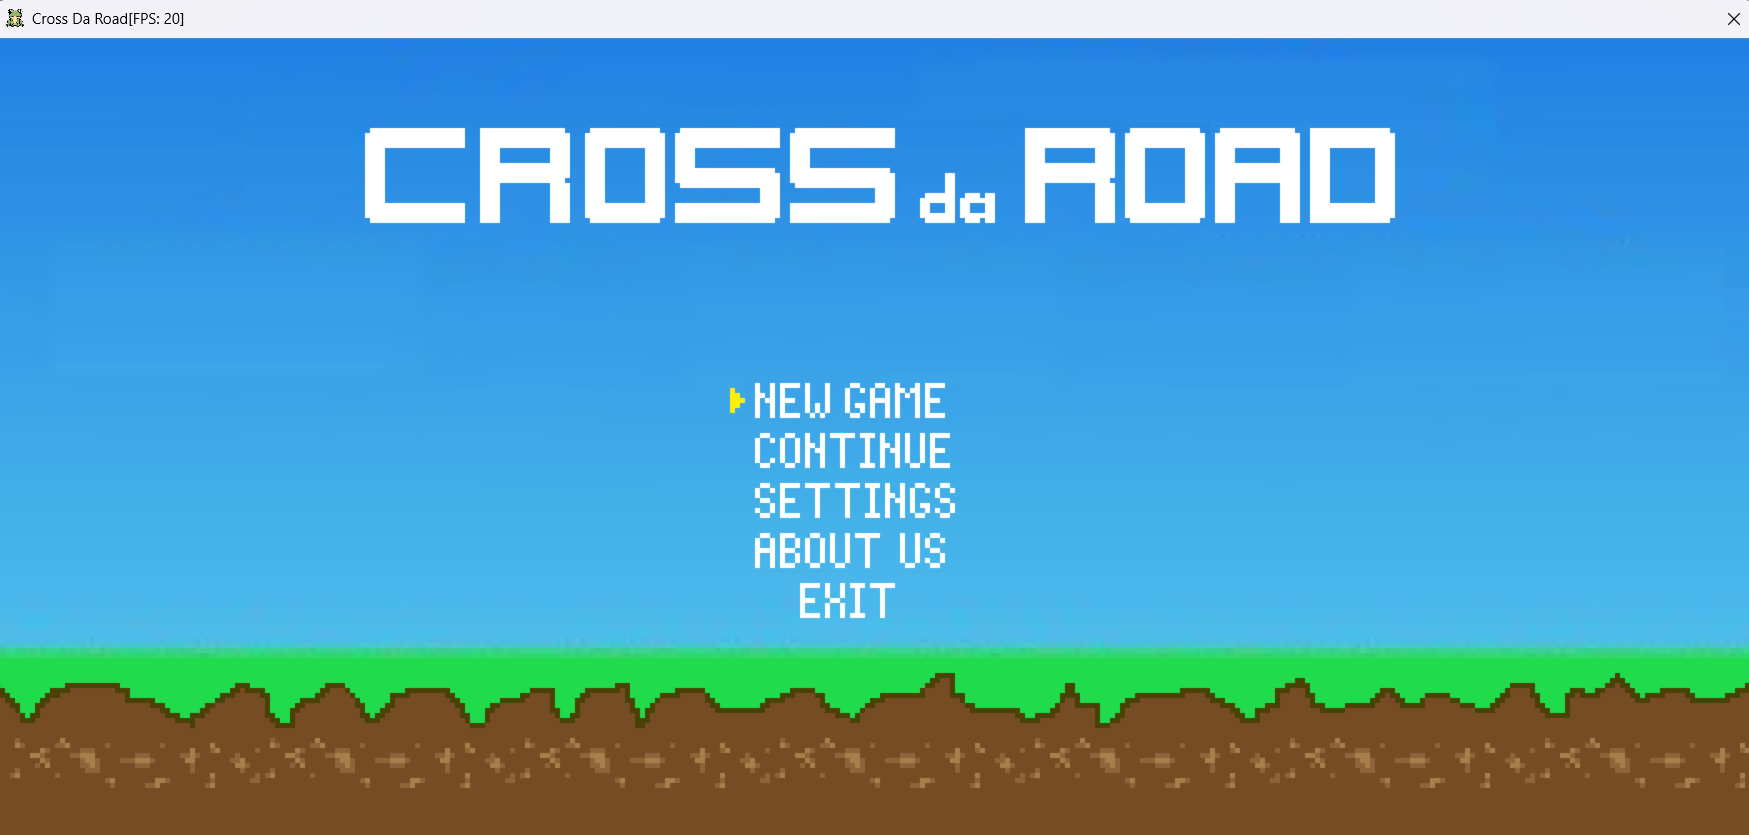 Cross Da Road[FPS: 20]
CROSS da ROAD
NEW GAME
CONTINUE
SETTINGS
ABOUT US
EXIT